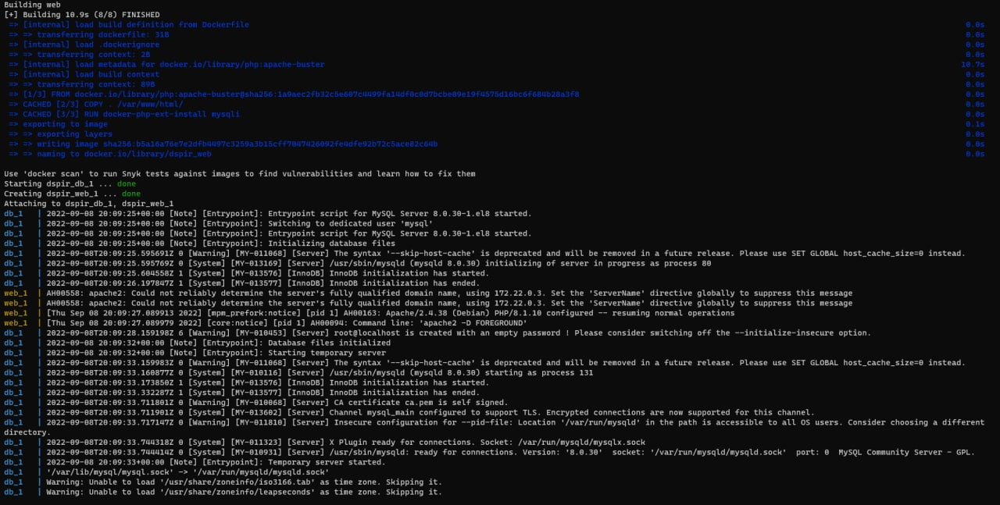 Building web
[+] Building 10.9s (8/8) FINISHED
=> [internal] load build definition from Dockerfile 0.0s
=> => transferring dockerfile: 31B 0.0s
=> [internal] load .dockerignore 0.0s
=> => transferring context: 2B 0.0s
=> [internal] load metadata for docker.io/library/php:apache-buster 10.7s
=> [internal] load build context 0.0s
=> => transferring context: 89B 0.0s
=> [1/3] FROM docker.io/library/php:apache-buster@sha256:1a9aec2fb32c5e607c4499fa14df0c0d7bcbe09e19f4575d16bc6f684b28a3f8 0.0s
=> CACHED [2/3] COPY . /var/www/html/ 0.0s
=> CACHED [3/3] RUN docker-php-ext-install mysqli 0.0s
=> exporting to image 0.1s
=> => exporting layers 0.0s
=> => writing image sha256:b5a16a76e7e2dfb4497c3259a3b15cff7047426092fe4dfe92b72c5ace82c64b 0.0s
=> => naming to docker.io/library/dspir_web 0.0s
Use 'docker scan' to run Snyk tests against images to find vulnerabilities and learn how to fix them
Starting dspir_db_1 ... done
Creating dspir_web_1 ... done
Attaching to dspir_db_1, dspir_web_1
db_1 | 2022-09-08 20:09:25+00:00 [Note] [Entrypoint]: Entrypoint script for MySQL Server 8.0.30-1.el8 started.
db_1 | 2022-09-08 20:09:25+00:00 [Note] [Entrypoint]: Switching to dedicated user 'mysql'
db_1 | 2022-09-08 20:09:25+00:00 [Note] [Entrypoint]: Entrypoint script for MySQL Server 8.0.30-1.el8 started.
db_1 | 2022-09-08 20:09:25+00:00 [Note] [Entrypoint]: Initializing database files
db_1 | 2022-09-08T20:09:25.595691Z 0 [Warning] [MY-011068] [Server] The syntax '--skip-host-cache' is deprecated and will be removed in a future release. Please use SET GLOBAL host_cache_size=0 instead.
db_1 | 2022-09-08T20:09:25.595769Z 0 [System] [MY-013169] [Server] /usr/sbin/mysqld (mysqld 8.0.30) initializing of server in progress as process 80
db_1 | 2022-09-08T20:09:25.604558Z 1 [System] [MY-013576] [InnoDB] InnoDB initialization has started.
db_1 | 2022-09-08T20:09:26.197847Z 1 [System] [MY-013577] [InnoDB] InnoDB initialization has ended.
web_1 | AH00558: apache2: Could not reliably determine the server's fully qualified domain name, using 172.22.0.3. Set the 'ServerName' directive globally to suppress this message
web_1 | AH00558: apache2: Could not reliably determine the server's fully qualified domain name, using 172.22.0.3. Set the 'ServerName' directive globally to suppress this message
web_1 | [Thu Sep 08 20:09:27.089913 2022] [mpm_prefork:notice] [pid 1] AH00163: Apache/2.4.38 (Debian) PHP/8.1.10 configured -- resuming normal operations
web_1 | [Thu Sep 08 20:09:27.089979 2022] [core:notice] [pid 1] AH00094: Command line: 'apache2 -D FOREGROUND'
db_1 | 2022-09-08T20:09:28.159198Z 6 [Warning] [MY-010453] [Server] root@localhost is created with an empty password ! Please consider switching off the --initialize-insecure option.
db_1 | 2022-09-08 20:09:32+00:00 [Note] [Entrypoint]: Database files initialized
db_1 | 2022-09-08 20:09:32+00:00 [Note] [Entrypoint]: Starting temporary server
db_1 | 2022-09-08T20:09:33.159983Z 0 [Warning] [MY-011068] [Server] The syntax '--skip-host-cache' is deprecated and will be removed in a future release. Please use SET GLOBAL host_cache_size=0 instead.
db_1 | 2022-09-08T20:09:33.160877Z 0 [System] [MY-010116] [Server] /usr/sbin/mysqld (mysqld 8.0.30) starting as process 131
db_1 | 2022-09-08T20:09:33.173850Z 1 [System] [MY-013576] [InnoDB] InnoDB initialization has started.
db_1 | 2022-09-08T20:09:33.332287Z 1 [System] [MY-013577] [InnoDB] InnoDB initialization has ended.
db_1 | 2022-09-08T20:09:33.711801Z 0 [Warning] [MY-010068] [Server] CA certificate ca.pem is self signed.
db_1 | 2022-09-08T20:09:33.711901Z 0 [System] [MY-013602] [Server] Channel mysql_main configured to support TLS. Encrypted connections are now supported for this channel.
db_1 | 2022-09-08T20:09:33.717147Z 0 [Warning] [MY-011810] [Server] Insecure configuration for --pid-file: Location '/var/run/mysqld' in the path is accessible to all OS users. Consider choosing a different
directory.
db_1 | 2022-09-08T20:09:33.744318Z 0 [System] [MY-011323] [Server] X Plugin ready for connections. Socket: /var/run/mysqld/mysqlx.sock
db_1 | 2022-09-08T20:09:33.744414Z 0 [System] [MY-010931] [Server] /usr/sbin/mysqld: ready for connections. Version: '8.0.30'  socket: '/var/run/mysqld/mysqld.sock'  port: 0  MySQL Community Server - GPL.
db_1 | 2022-09-08 20:09:33+00:00 [Note] [Entrypoint]: Temporary server started.
db_1 | '/var/lib/mysql/mysql.sock' -> '/var/run/mysqld/mysqld.sock'
db_1 | Warning: Unable to load '/usr/share/zoneinfo/iso3166.tab' as time zone. Skipping it.
db_1 | Warning: Unable to load '/usr/share/zoneinfo/leapseconds' as time zone. Skipping it.